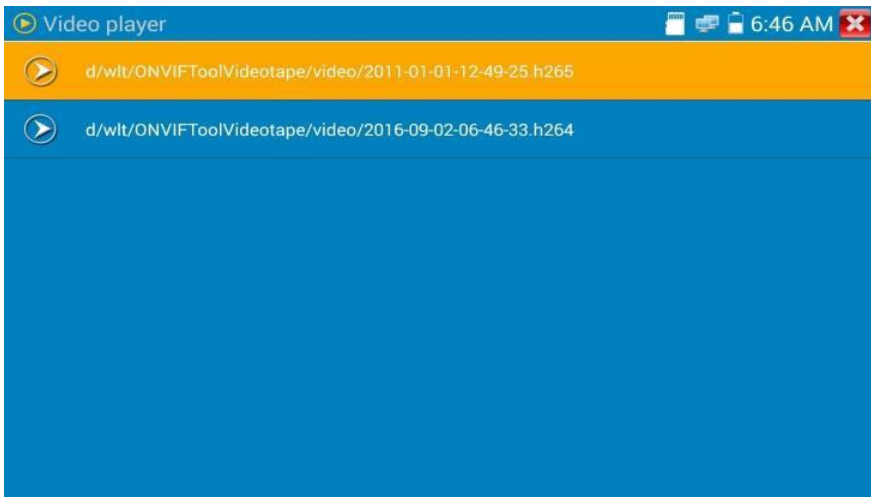 Video player
6:46 AM
d/wlt/ONVIFToolVideotape/video/2011-01-01-12-49-25.h265
d/wlt/ONVIFToolVideotape/video/2016-09-02-06-46-33.h264